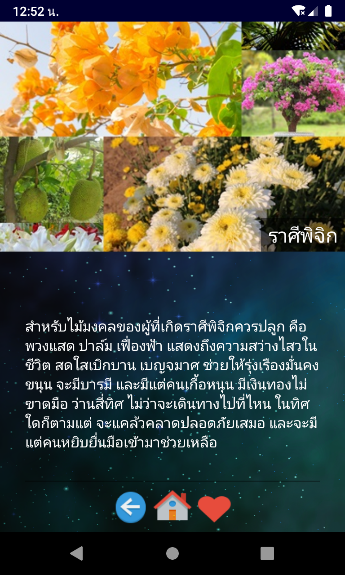 12:52 น.
ราศีพิจิก
สำหรับไม้มงคลของผู้ที่เกิดราศีพิจิกควรปลูก คือ
พวงแสด ปาล์ม เฟื่องฟ้า แสดงถึงความสว่างไสวใน
ชีวิต สดใสเบิกบาน เบญจมาศ ช่วยให้รุ่งเรืองมั่นคง
ขนุน จะมีบารมี และมีแต่คนเกื้อหนุน มีเงินทองไม่
ขาดมือ ว่านสี่ทิศ ไม่ว่าจะเดินทางไปที่ไหน ในทิศ
ใดก็ตามแต่ จะแคล้วคลาดปลอดภัยเสมอ และจะมี
แต่คนหยิบยื่นมือเข้ามาช่วยเหลือ